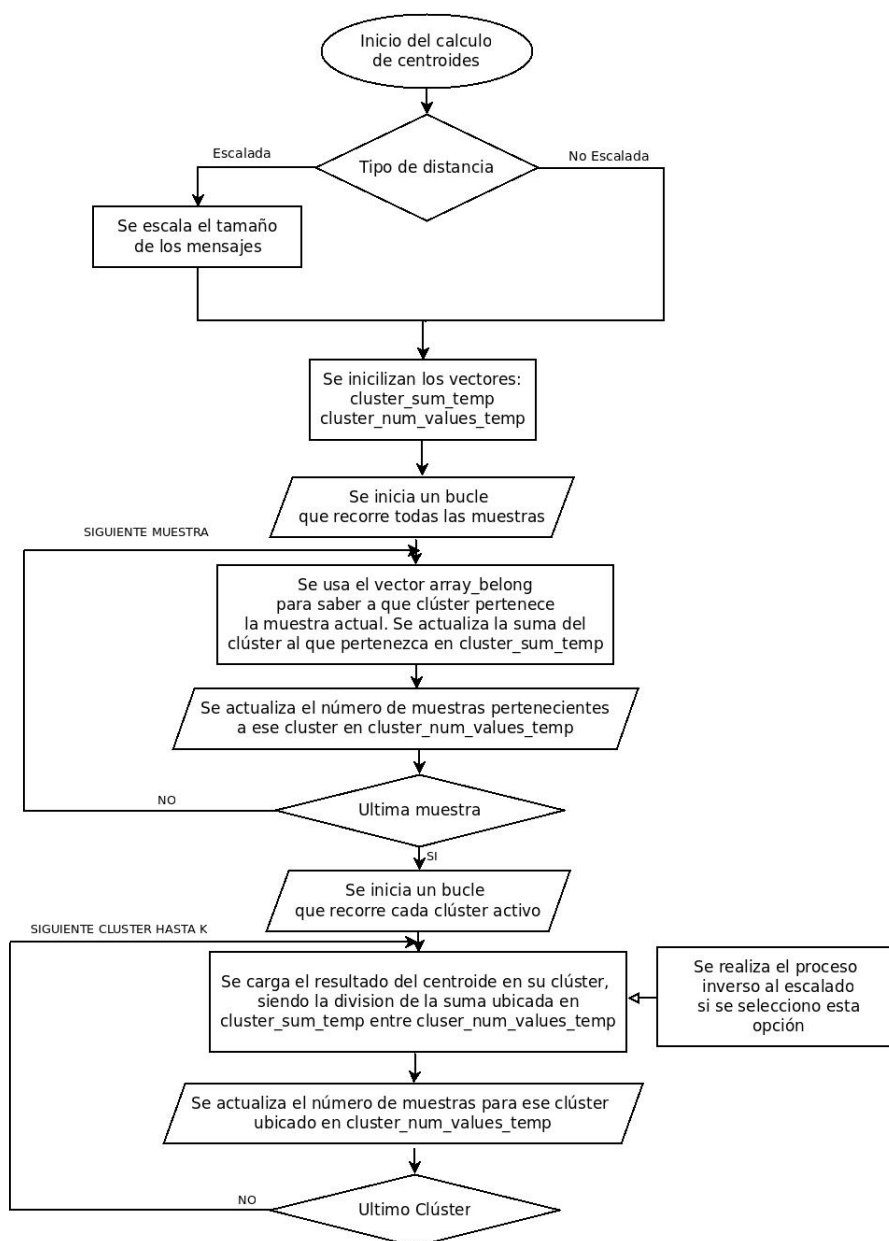 Inicio del calculo
de centroides
Tipo de distancia
Escalada
No Escalada
Se escala el tamaño
de los mensajes
Se inicilizan los vectores:
cluster_sum_temp
cluster_num_values_temp
Se inicia un bucle
que recorre todas las muestras
SIGUIENTE MUESTRA
Se usa el vector array_belong
para saber a que clúster pertenece
la muestra actual. Se actualiza la suma del
clúster al que pertenezca en cluster_sum_temp
Se actualiza el número de muestras pertenecientes
a ese cluster en cluster_num_values_temp
NO
Ultima muestra
SI
Se inicia un bucle
que recorre cada clúster activo
SIGUIENTE CLUSTER HASTA K
Se carga el resultado del centroide en su clúster,
siendo la division de la suma ubicada en
cluster_sum_temp entre cluser_num_values_temp
Se realiza el proceso
inverso al escalado
si se selecciono esta
opción
Se actualiza el número de muestras para ese clúster
ubicado en cluster_num_values_temp
NO
Ultimo Clúster